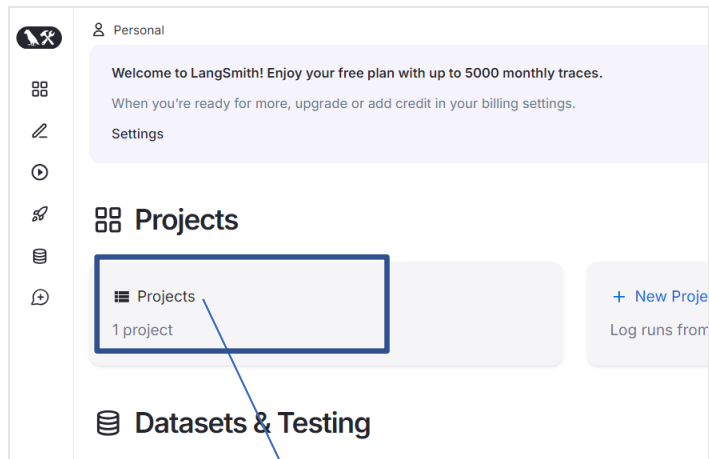 Personal
Welcome to LangSmith! Enjoy your free plan with up to 5000 monthly traces.
When you're ready for more, upgrade or add credit in your billing settings.
Settings
Projects
Projects
1 project
+ New Proje
Log runs from
Datasets & Testing